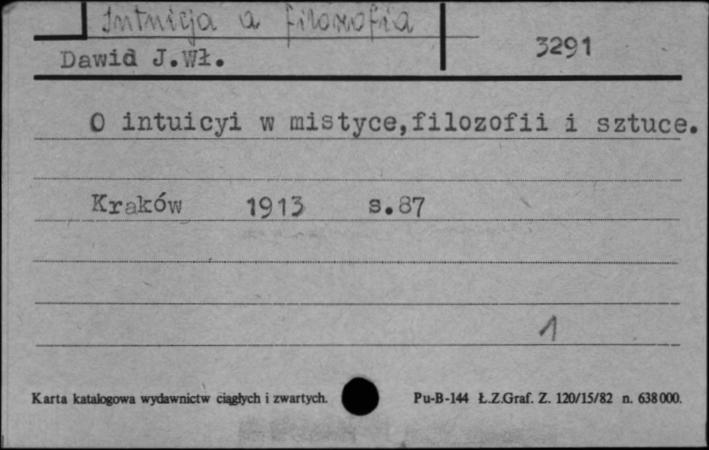 Intuicja a filozofia
Dawid J.Wł.
3291
O intuicyi w mistyce,filozofii i sztuce.
Kraków 1913 s.87
1
Karta katalogowa wydawnictw ciągłych i zwartych. Pu-B-144 Ł.Z.Graf. Z. 120/15/82 n. 638000.